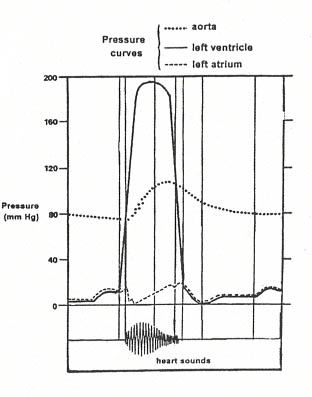 Pressure curves
aorta
left ventricle
left atrium
200
160
120
Pressure (mm Hg)
80
40
0
heart sounds